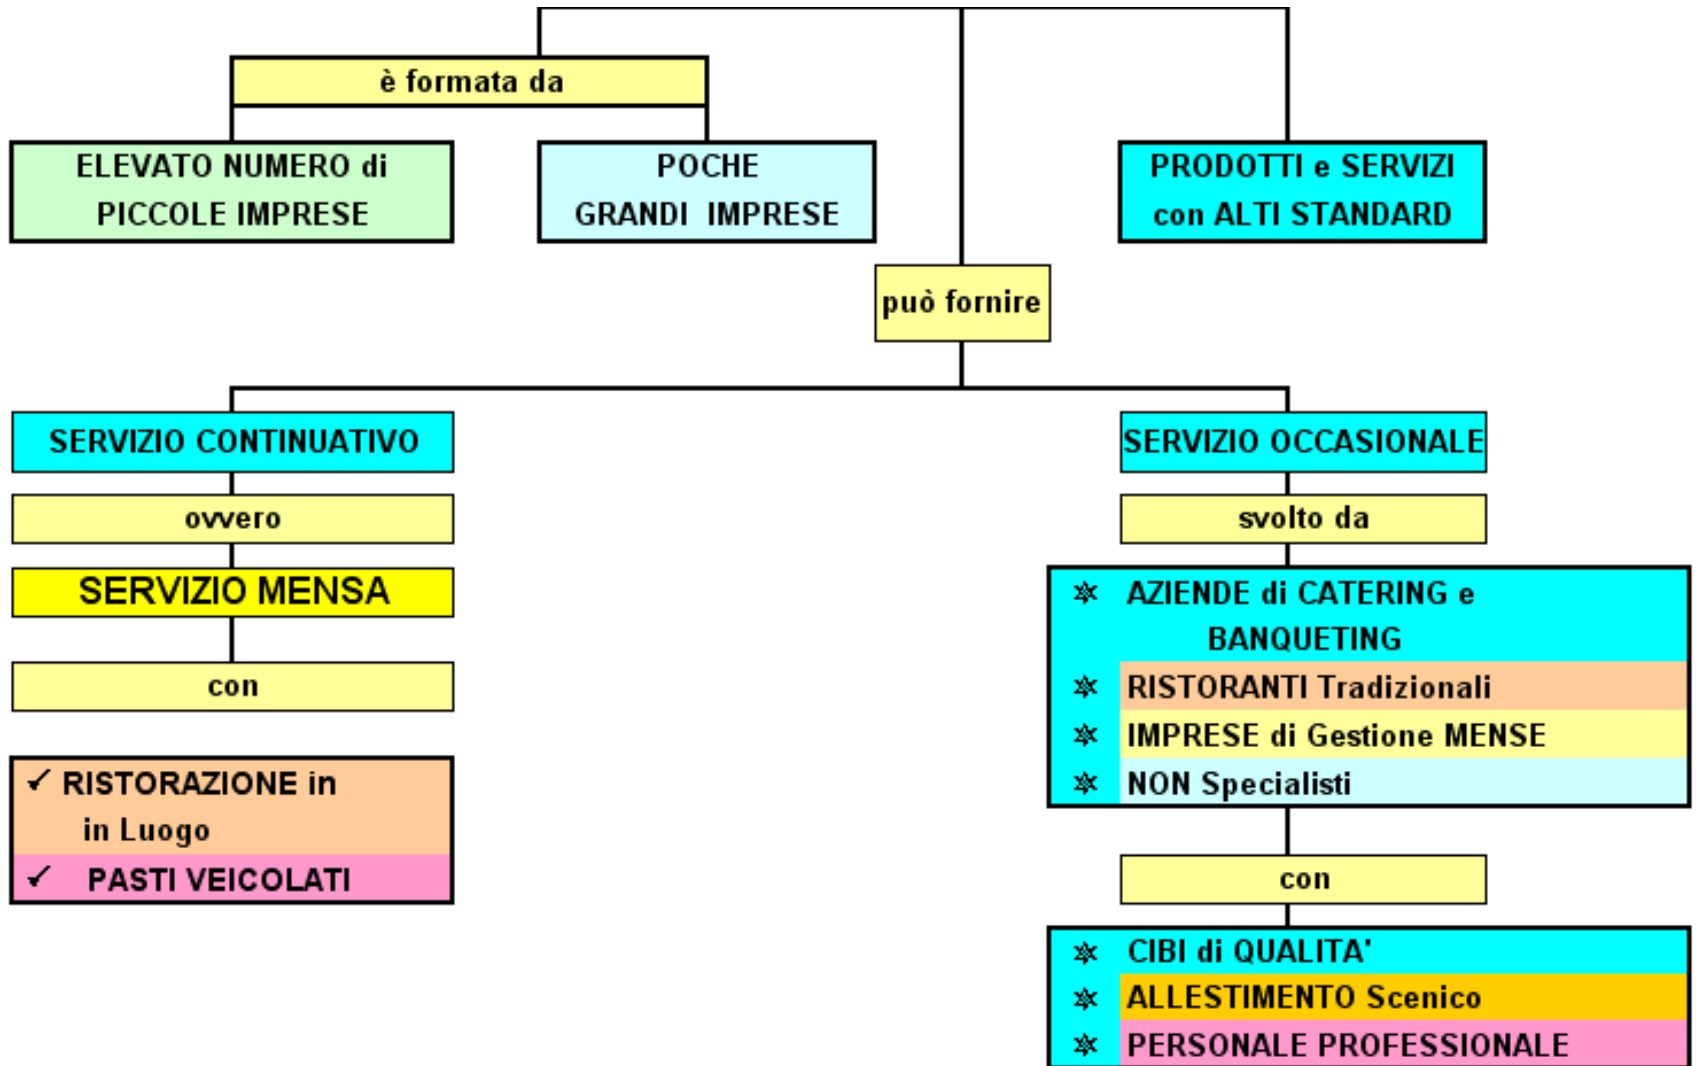 è formata da
ELEVATO NUMERO di
PICCOLE IMPRESE
POCHE
GRANDI IMPRESE
PRODOTTI e SERVIZI
con ALTI STANDARD
può fornire
SERVIZIO CONTINUATIVO
ovvero
SERVIZIO MENSA
con
✓ RISTORAZIONE in
in Luogo
✓ PASTI VEICOLATI
SERVIZIO OCCASIONALE
svolto da
AZIENDE di CATERING e
BANQUETING
RISTORANTI Tradizionali
IMPRESE di Gestione MENSE
NON Specialisti
con
CIBI di QUALITA'
ALLESTIMENTO Scenico
PERSONALE PROFESSIONALE